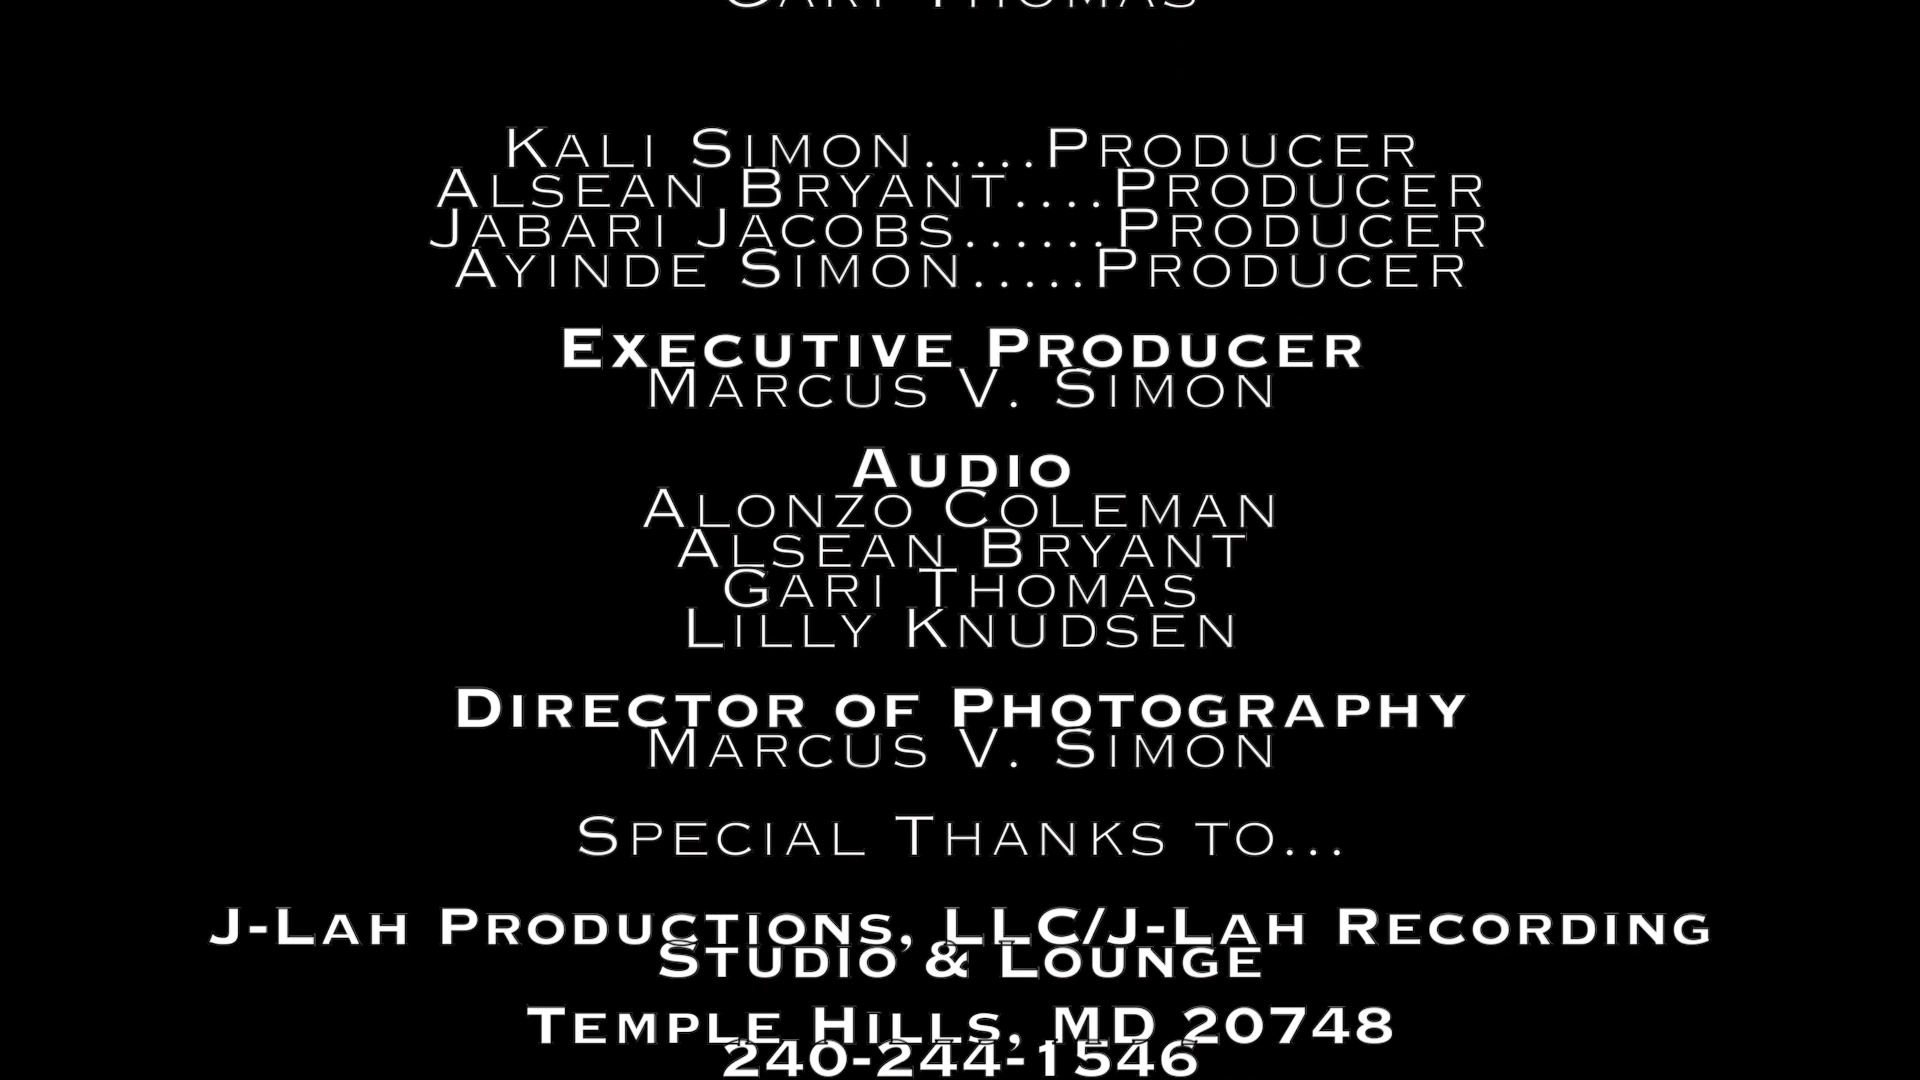 Gari Thomas
Kali Simon.....Producer
Alsean Bryant....Producer
Jabari Jacobs......Producer
Ayinde Simon.....Producer
Executive Producer
Marcus V. Simon
Audio
Alonzo Coleman
Alsean Bryant
Gari Thomas
Lilly Knudsen
Director of Photography
Marcus V. Simon
Special Thanks to...
J-Lah Productions, LLC/J-Lah Recording
Studio & Lounge
Temple Hills, MD 20748
240-244-1546